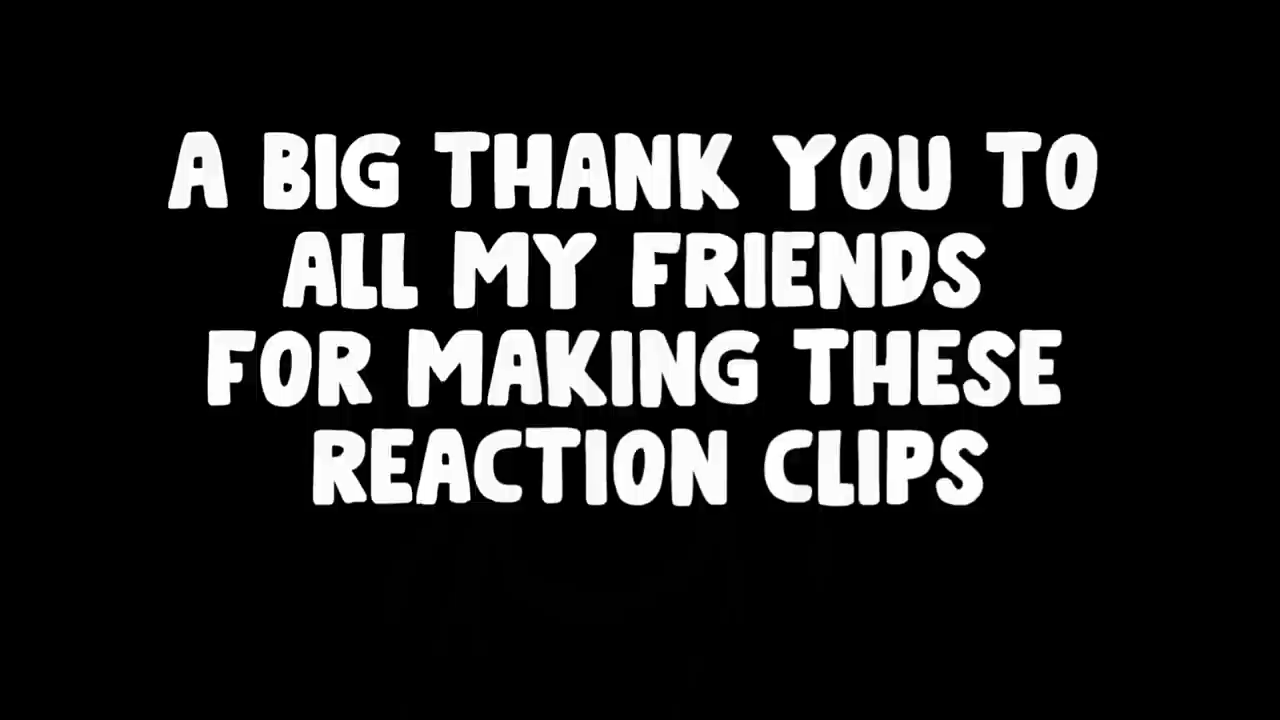 A BIG THANK YOU TO
ALL MY FRIENDS
FOR MAKING THESE
REACTION CLIPS